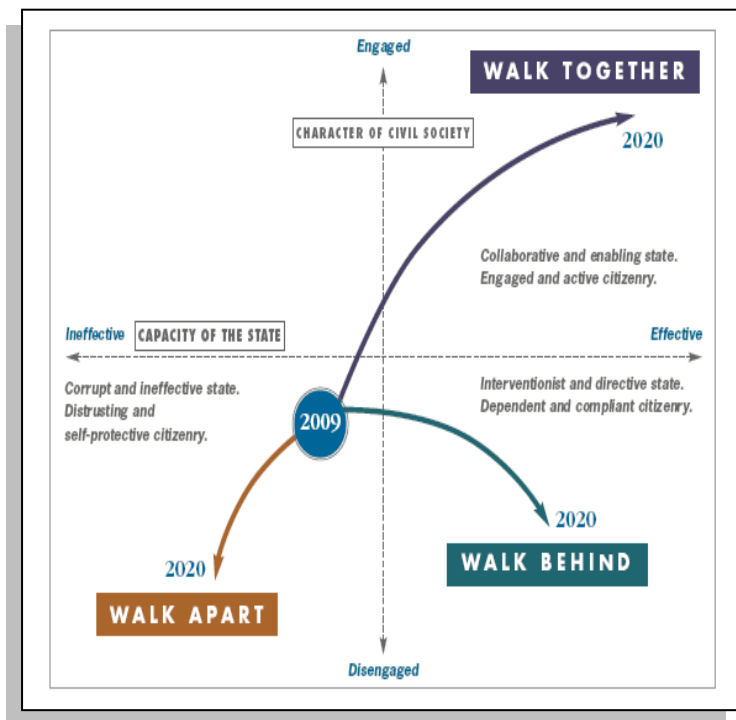 Engaged
WALK TOGETHER
CHARACTER OF CIVIL SOCIETY
2020
Collaborative and enabling state.
Engaged and active citizenry.
Ineffective
CAPACITY OF THE STATE
Effective
Corrupt and ineffective state.
Distrusting and
self-protective citizenry.
Interventionist and directive state.
Dependent and compliant citizenry.
2009
2020
WALK BEHIND
2020
WALK APART
Disengaged